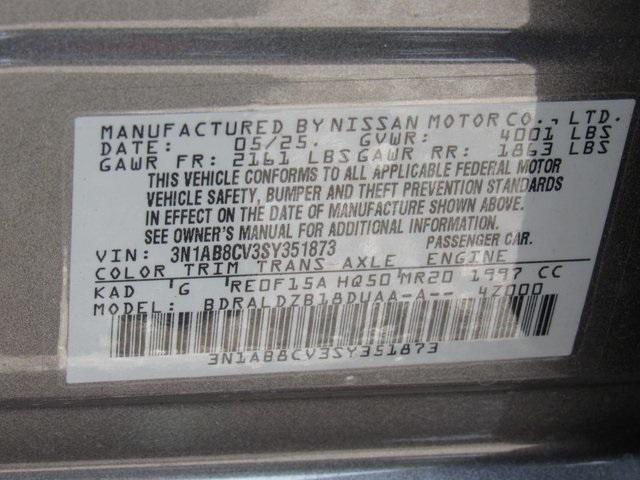 MANUFACTURED BY NISSAN MOTOR CO., LTD.
DATE: 05/25. GVWR: 4001 LBS
GAWR FR: 2161 LBS GAWR RR: 1863 LBS
THIS VEHICLE CONFORMS TO ALL APPLICABLE FEDERAL MOTOR
VEHICLE SAFETY, BUMPER AND THEFT PREVENTION STANDARDS
IN EFFECT ON THE DATE OF MANUFACTURE SHOWN ABOVE.
SEE OWNER'S MANUAL FOR ADDITIONAL INFORMATION.
VIN: 3N1AB8CV3SY351873 PASSENGER CAR.
COLOR TRIM TRANS AXLE ENGINE
KAD G RE0F15A HQ50 MR20 1997 CC
MODEL: BDRALDZB18DUAA-A-- 4Z000
3N1AB8CV3SY351873